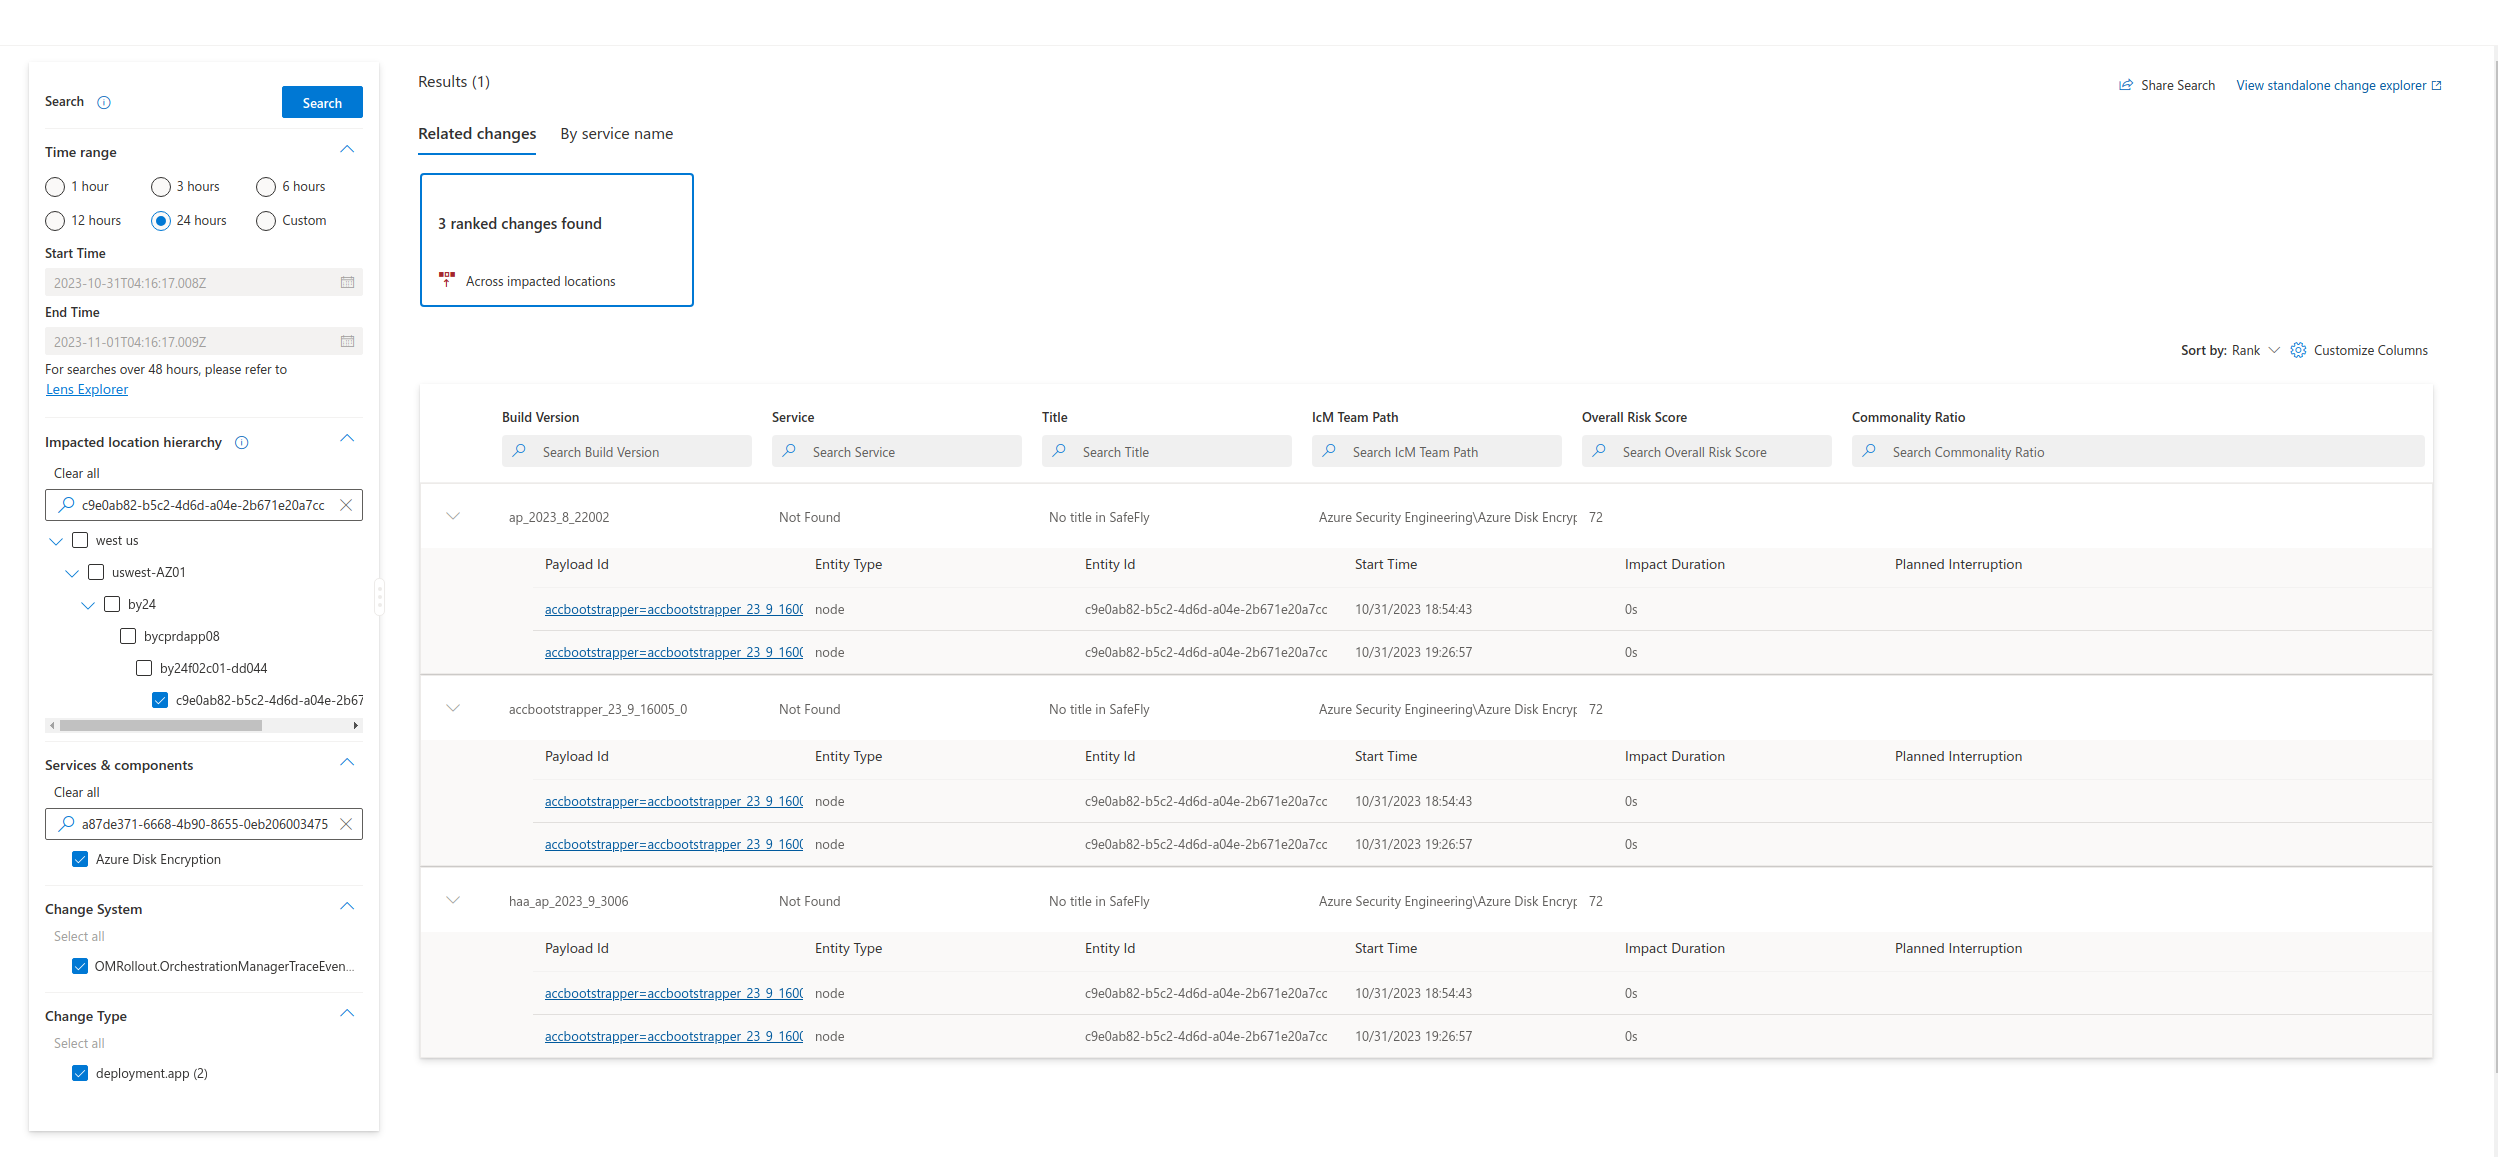 Search
Search
Time range
1 hour
3 hours
6 hours
12 hours
24 hours
Custom
Start Time
2023-10-31T04:16:17.008Z
End Time
2023-11-01T04:16:17.009Z
For searches over 48 hours, please refer to
Lens Explorer
Impacted location hierarchy
Clear all
c9e0ab82-b5c2-4d6d-a04e-2b671e20a7cc
west us
uswest-AZ01
by24
bycprdapp08
by24f02c01-dd044
c9e0ab82-b5c2-4d6d-a04e-2b67
Services & components
Clear all
a87de371-6668-4b90-8655-0eb206003475
Azure Disk Encryption
Change System
Select all
OMRollout.OrchestrationManagerTraceEven...
Change Type
Select all
deployment.app (2)
Results (1)
Share Search
View standalone change explorer
Related changes
By service name
3 ranked changes found
Across impacted locations
Sort by: Rank
Customize Columns
Build Version Service Title IcM Team Path Overall Risk Score Commonality Ratio
Search Build Version Search Service Search Title Search IcM Team Path Search Overall Risk Score Search Commonality Ratio
ap_2023_8_22002 Not Found No title in SafeFly Azure Security Engineering\Azure Disk Encryp 72
Payload Id Entity Type Entity Id Start Time Impact Duration Planned Interruption
accbootstrapper=accbootstrapper_23_9_1600 node c9e0ab82-b5c2-4d6d-a04e-2b671e20a7cc 10/31/2023 18:54:43 0s
accbootstrapper=accbootstrapper_23_9_1600 node c9e0ab82-b5c2-4d6d-a04e-2b671e20a7cc 10/31/2023 19:26:57 0s
accbootstrapper_23_9_16005_0 Not Found No title in SafeFly Azure Security Engineering\Azure Disk Encryp 72
Payload Id Entity Type Entity Id Start Time Impact Duration Planned Interruption
accbootstrapper=accbootstrapper_23_9_1600 node c9e0ab82-b5c2-4d6d-a04e-2b671e20a7cc 10/31/2023 18:54:43 0s
accbootstrapper=accbootstrapper_23_9_1600 node c9e0ab82-b5c2-4d6d-a04e-2b671e20a7cc 10/31/2023 19:26:57 0s
haa_ap_2023_9_3006 Not Found No title in SafeFly Azure Security Engineering\Azure Disk Encryp 72
Payload Id Entity Type Entity Id Start Time Impact Duration Planned Interruption
accbootstrapper=accbootstrapper_23_9_1600 node c9e0ab82-b5c2-4d6d-a04e-2b671e20a7cc 10/31/2023 18:54:43 0s
accbootstrapper=accbootstrapper_23_9_1600 node c9e0ab82-b5c2-4d6d-a04e-2b671e20a7cc 10/31/2023 19:26:57 0s